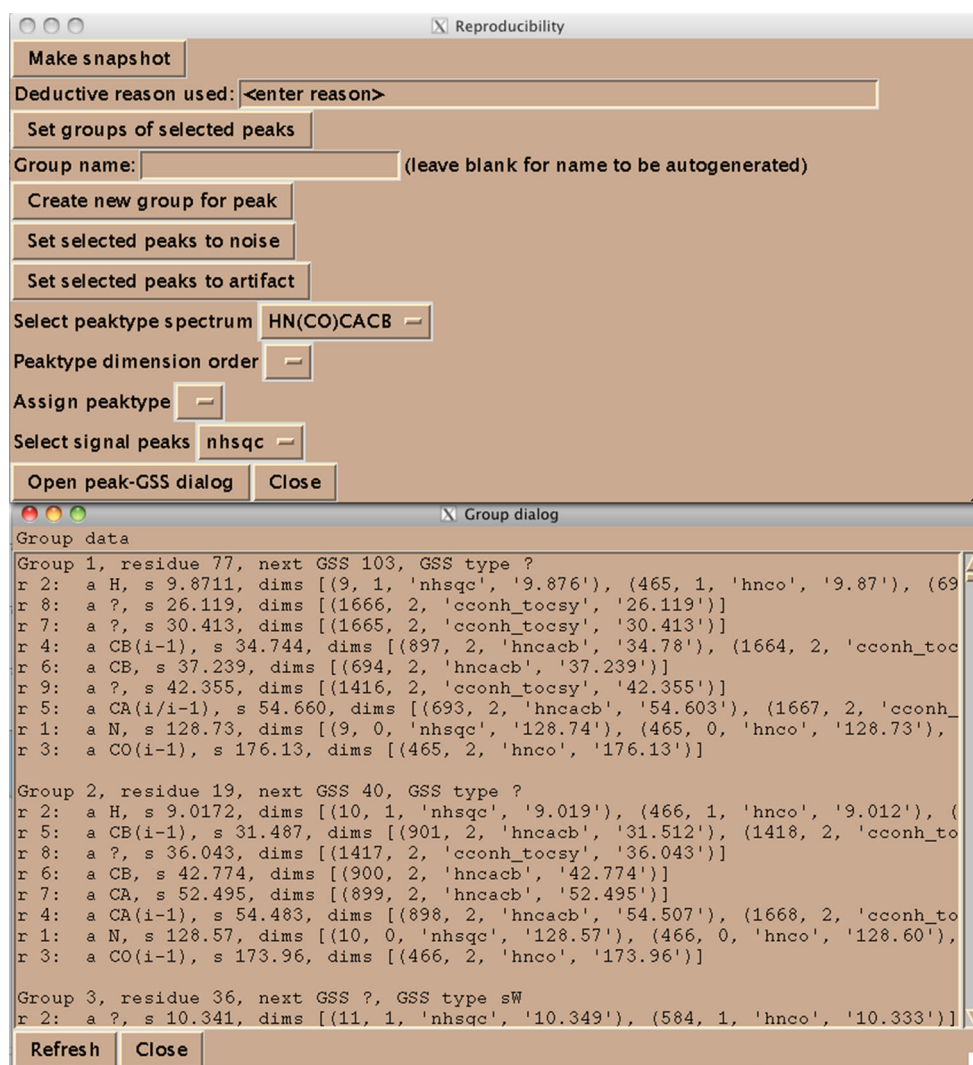 Reproducibility
Make snapshot
Deductive reason used: <enter reason>
Set groups of selected peaks
Group name: (leave blank for name to be autogenerated)
Create new group for peak
Set selected peaks to noise
Set selected peaks to artifact
Select peaktype spectrum HN(CO)CACB
Peaktype dimension order
Assign peaktype
Select signal peaks nhsqc
Open peak-GSS dialog Close
Group dialog
Group data
Group 1, residue 77, next GSS 103, GSS type ?
r 2: a H, s 9.8711, dims [(9, 1, 'nhsqc', '9.876'), (465, 1, 'hnco', '9.87'), (69
r 8: a ?, s 26.119, dims [(1666, 2, 'cconh_tocsy', '26.119')]
r 7: a ?, s 30.413, dims [(1665, 2, 'cconh_tocsy', '30.413')]
r 4: a CB(i-1), s 34.744, dims [(897, 2, 'hncacb', '34.78'), (1664, 2, 'cconh_toc
r 6: a CB, s 37.239, dims [(694, 2, 'hncacb', '37.239')]
r 9: a ?, s 42.355, dims [(1416, 2, 'cconh_tocsy', '42.355')]
r 5: a CA(i/i-1), s 54.660, dims [(693, 2, 'hncacb', '54.603'), (1667, 2, 'cconh_
r 1: a N, s 128.73, dims [(9, 0, 'nhsqc', '128.74'), (465, 0, 'hnco', '128.73'),
r 3: a CO(i-1), s 176.13, dims [(465, 2, 'hnco', '176.13')]
Group 2, residue 19, next GSS 40, GSS type ?
r 2: a H, s 9.0172, dims [(10, 1, 'nhsqc', '9.019'), (466, 1, 'hnco', '9.012'), (
r 5: a CB(i-1), s 31.487, dims [(901, 2, 'hncacb', '31.512'), (1418, 2, 'cconh_to
r 8: a ?, s 36.043, dims [(1417, 2, 'cconh_tocsy', '36.043')]
r 6: a CB, s 42.774, dims [(900, 2, 'hncacb', '42.774')]
r 7: a CA, s 52.495, dims [(899, 2, 'hncacb', '52.495')]
r 4: a CA(i-1), s 54.483, dims [(898, 2, 'hncacb', '54.507'), (1668, 2, 'cconh_to
r 1: a N, s 128.57, dims [(10, 0, 'nhsqc', '128.57'), (466, 0, 'hnco', '128.60'),
r 3: a CO(i-1), s 173.96, dims [(466, 2, 'hnco', '173.96')]
Group 3, residue 36, next GSS ?, GSS type sW
r 2: a ?, s 10.341, dims [(11, 1, 'nhsqc', '10.349'), (584, 1, 'hnco', '10.333')]
Refresh Close